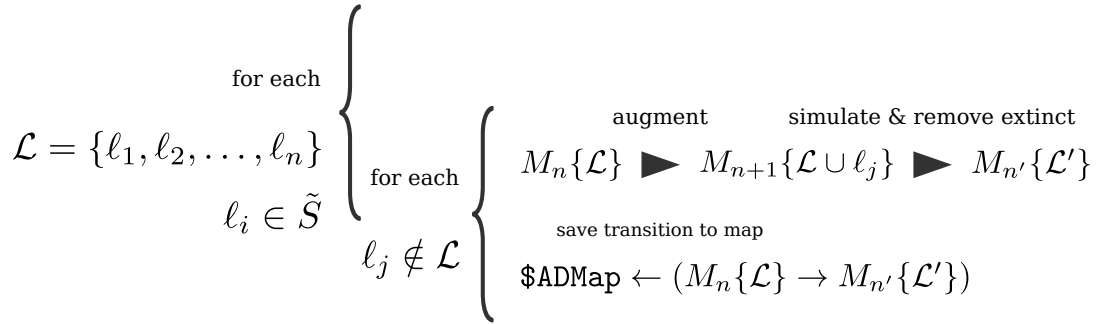 for each
𝓛 = {ℓ₁, ℓ₂, …, ℓₙ}
ℓᵢ ∈ S̃
for each
ℓⱼ ∉ 𝓛
augment simulate & remove extinct
Mₙ{𝓛} ▶ Mₙ₊₁{𝓛 ∪ ℓⱼ} ▶ Mₙ′{𝓛′}
save transition to map
$ADMap ← (Mₙ{𝓛} → Mₙ′{𝓛′})